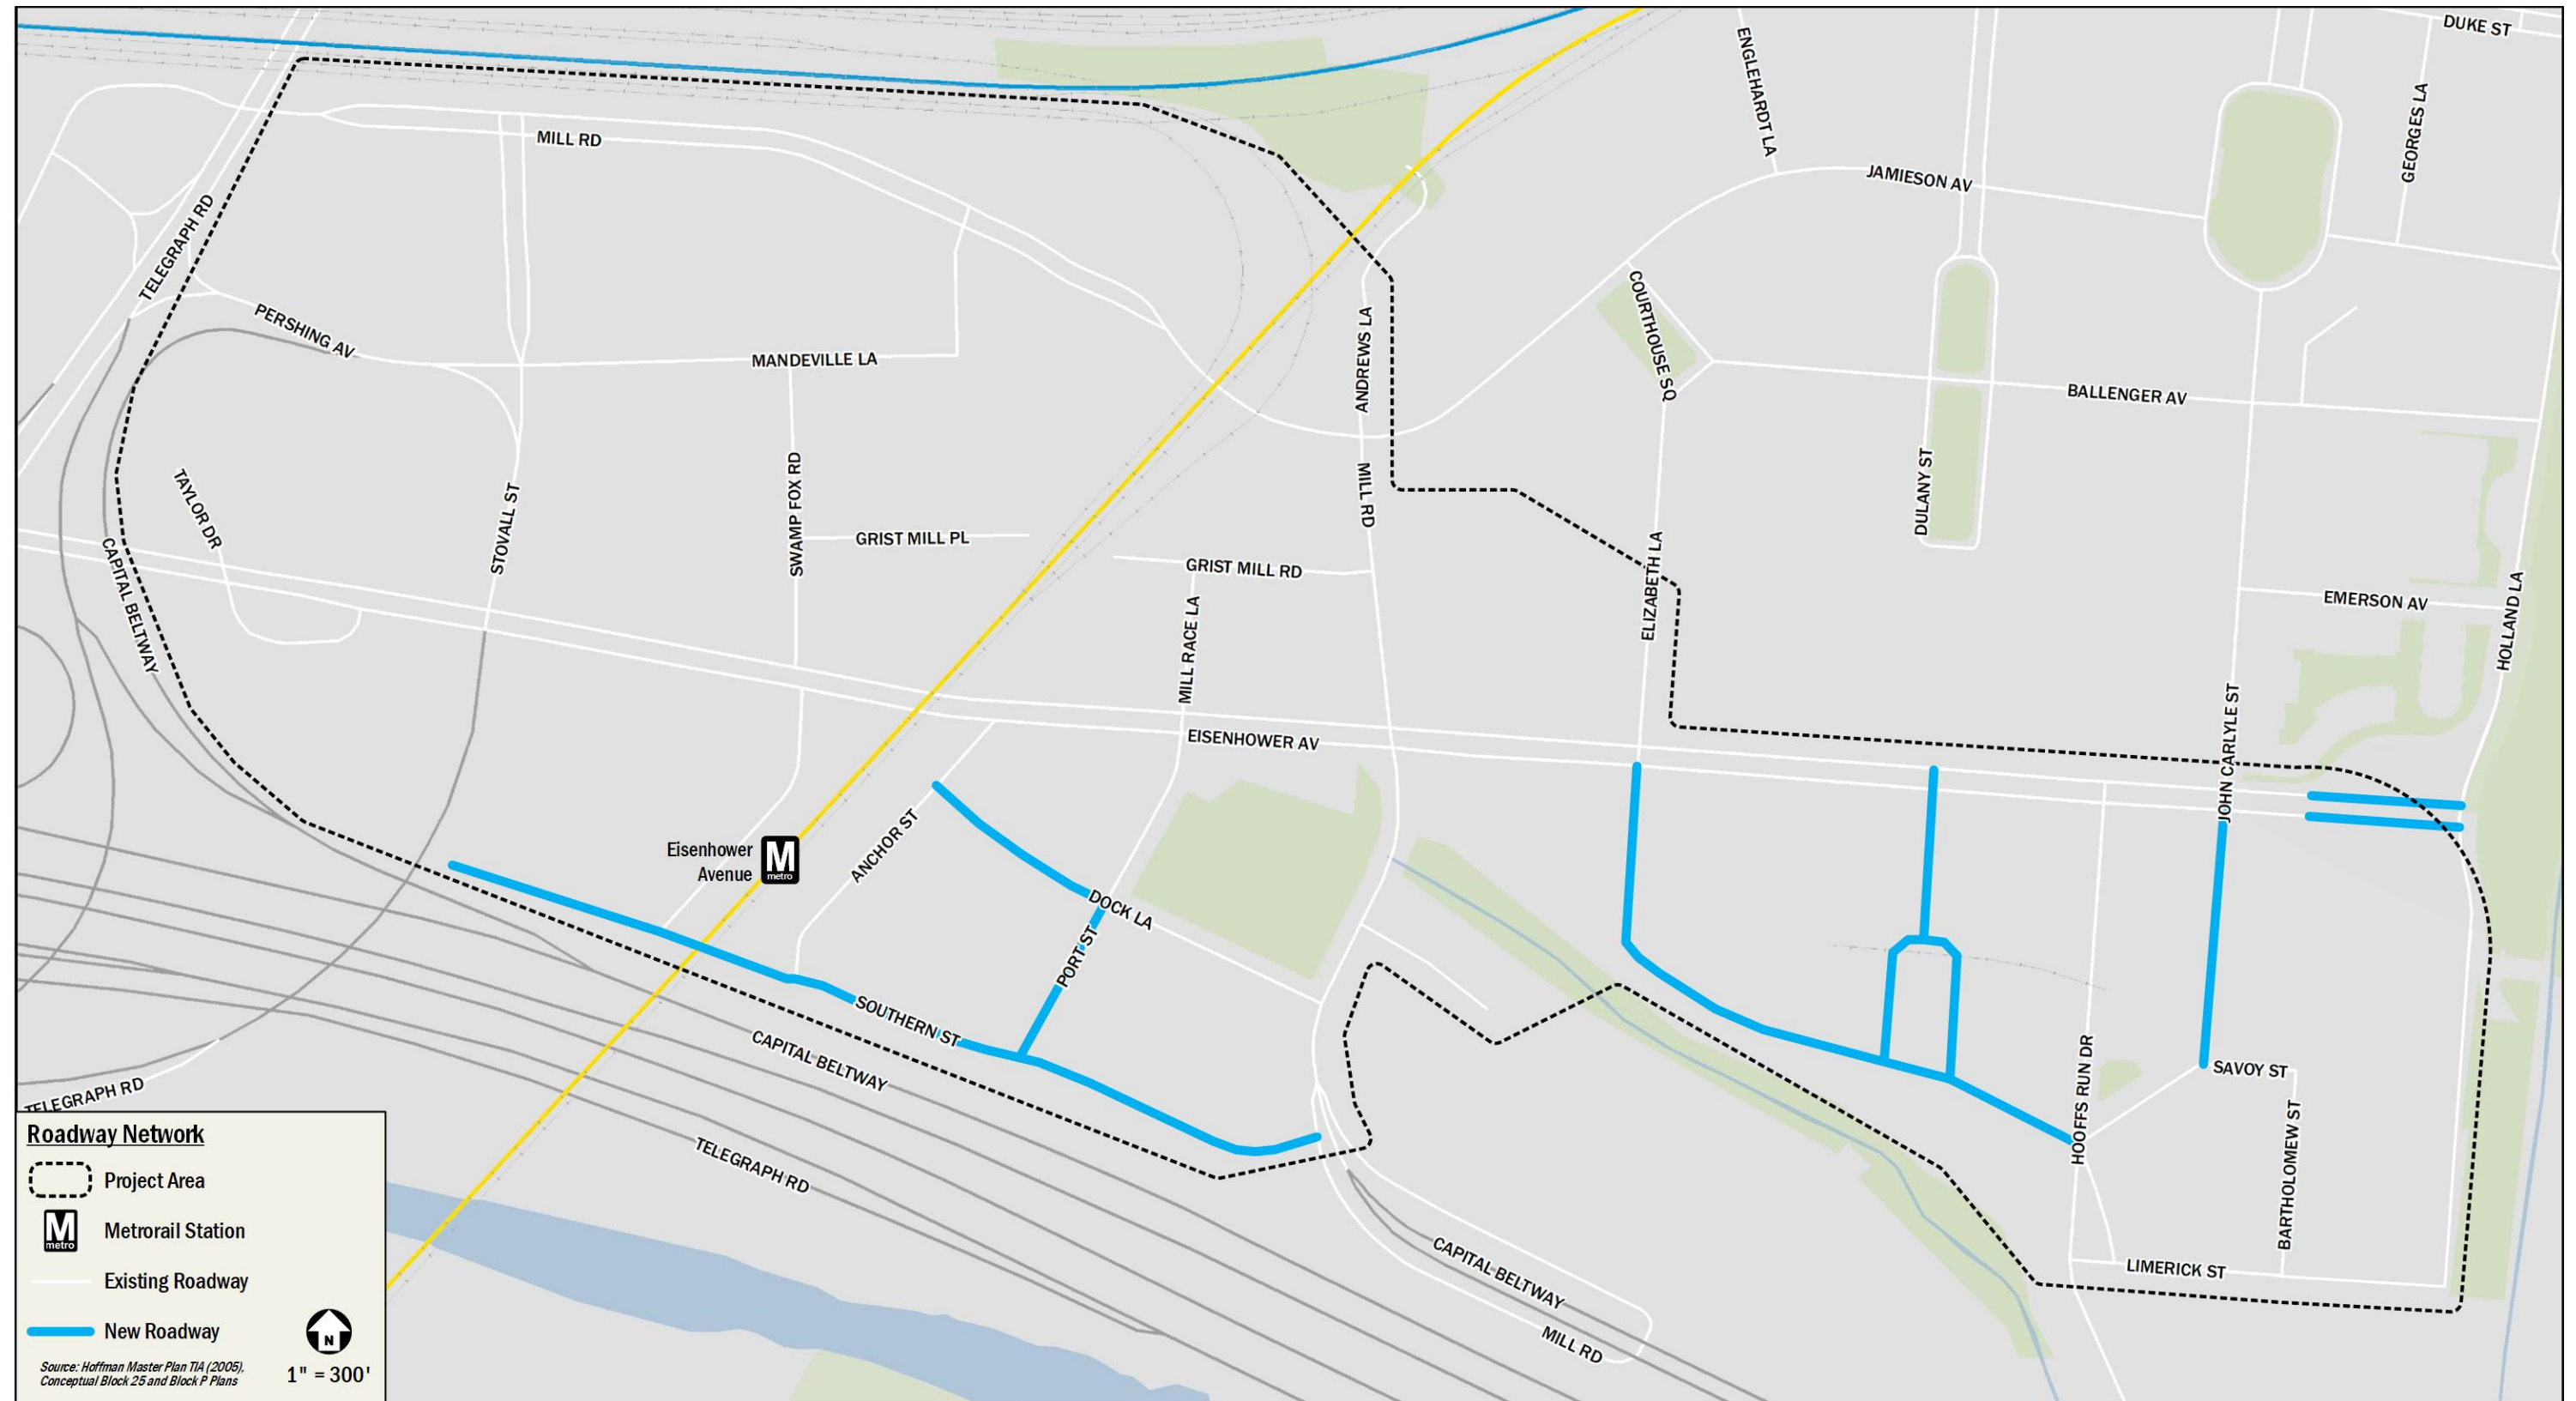 DUKE ST
ENGLEHARDT LA
GEORGES LA
MILL RD
JAMIESON AV
TELEGRAPH RD
PERSHING AV
MANDEVILLE LA
ANDREWS LA
COURTHOUSE SQ
BALLENGER AV
TAYLOR DR
STOVALL ST
SWAMP FOX RD
GRIST MILL PL
MILL RD
DULANY ST
CAPITAL BELTWAY
GRIST MILL RD
ELIZABETH LA
EMERSON AV
HOLLAND LA
MILL RACE LA
EISENHOWER AV
JOHN CARLYLE ST
Eisenhower
Avenue
M
metro
ANCHOR ST
DOCK LA
PORT ST
SOUTHERN ST
CAPITAL BELTWAY
HOOFFS RUN DR
SAVOY ST
BARTHOLOMEW ST
TELEGRAPH RD
TELEGRAPH RD
CAPITAL BELTWAY
LIMERICK ST
MILL RD
Roadway Network
Project Area
M
metro
Metrorail Station
Existing Roadway
New Roadway
N
1" = 300'
Source: Hoffman Master Plan TIA (2005),
Conceptual Block 25 and Block P Plans